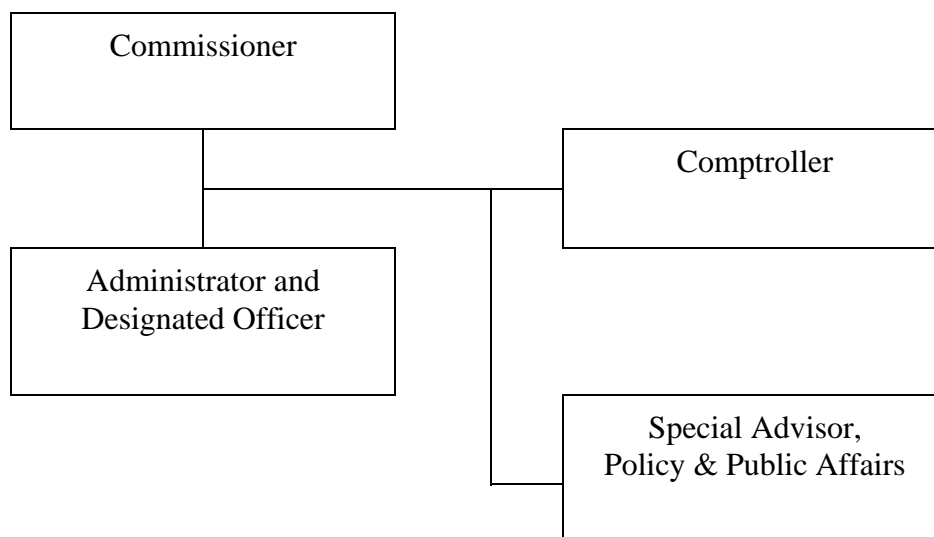 Commissioner
Comptroller
Administrator and
Designated Officer
Special Advisor,
Policy & Public Affairs